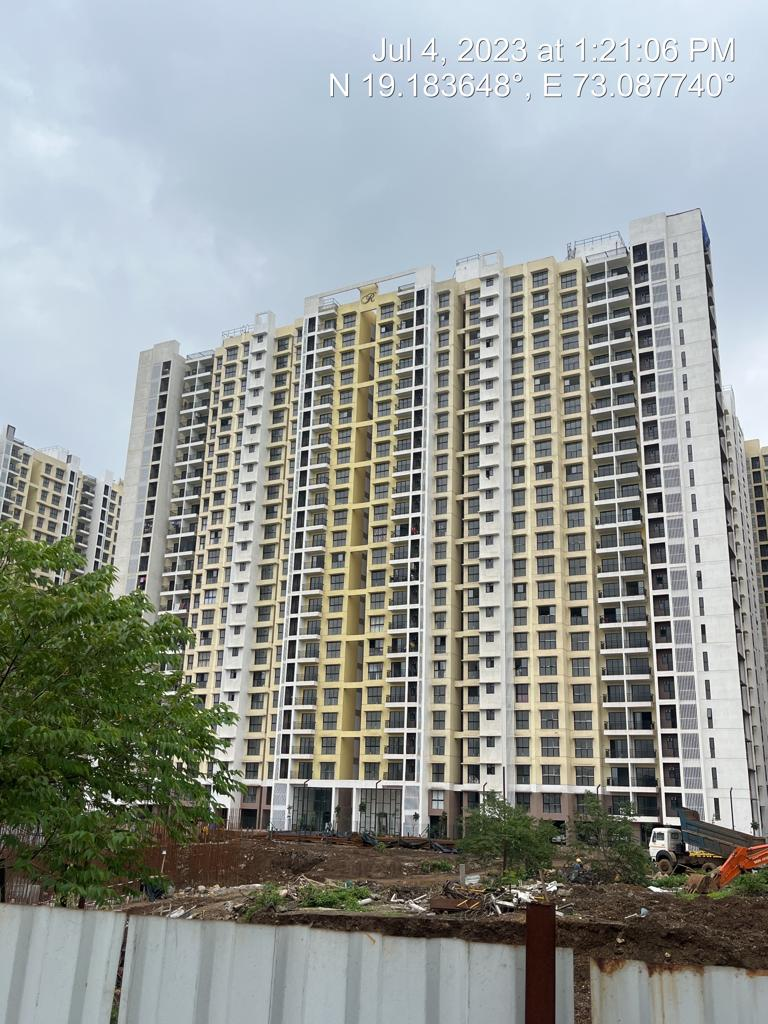 Jul 4, 2023 at 1:21:06 PM
N 19.183648°, E 73.087740°
R